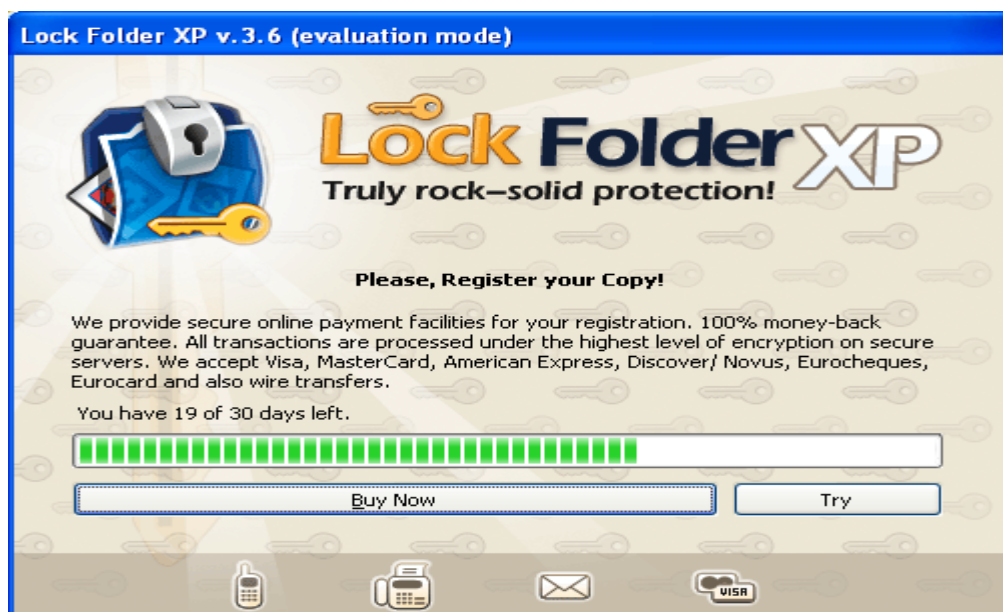 Lock Folder XP v.3.6 (evaluation mode)
Lock Folder XP
Truly rock-solid protection!
Please, Register your Copy!
We provide secure online payment facilities for your registration. 100% money-back
guarantee. All transactions are processed under the highest level of encryption on secure
servers. We accept Visa, MasterCard, American Express, Discover/ Novus, Eurocheques,
Eurocard and also wire transfers.
You have 19 of 30 days left.
Buy Now Try
VISA